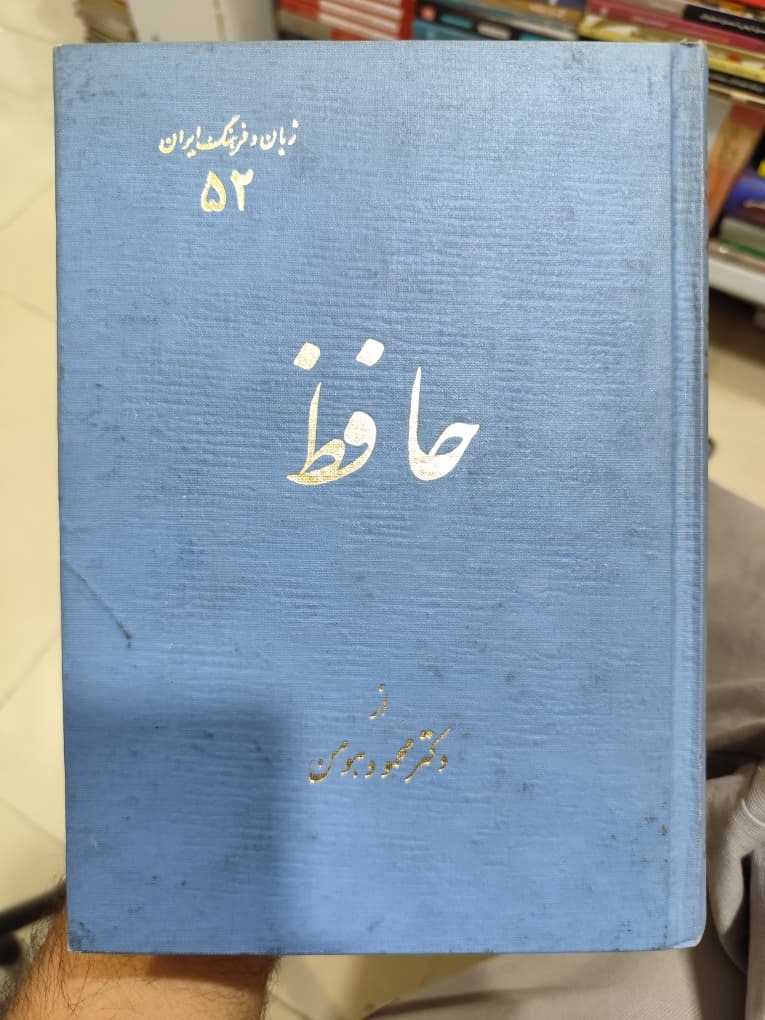 زبان و فرهنگ ایران
۵۲
حافظ
از
دکتر محمود هومن